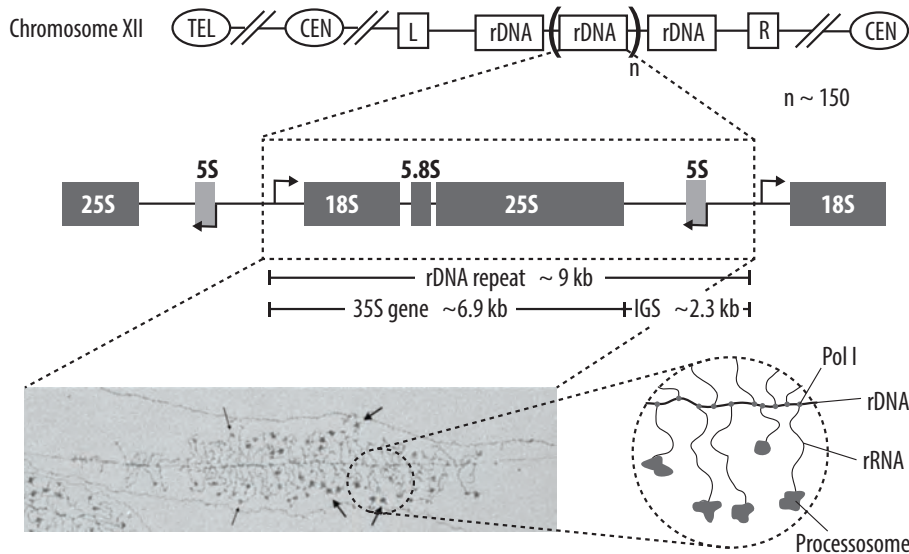 Chromosome XII TEL CEN L rDNA (rDNA)n rDNA R CEN
n ~ 150
5S 5.8S 5S
25S 18S 25S 18S
rDNA repeat ~ 9 kb
35S gene ~6.9 kb IGS ~2.3 kb
Pol I
rDNA
rRNA
Processosome